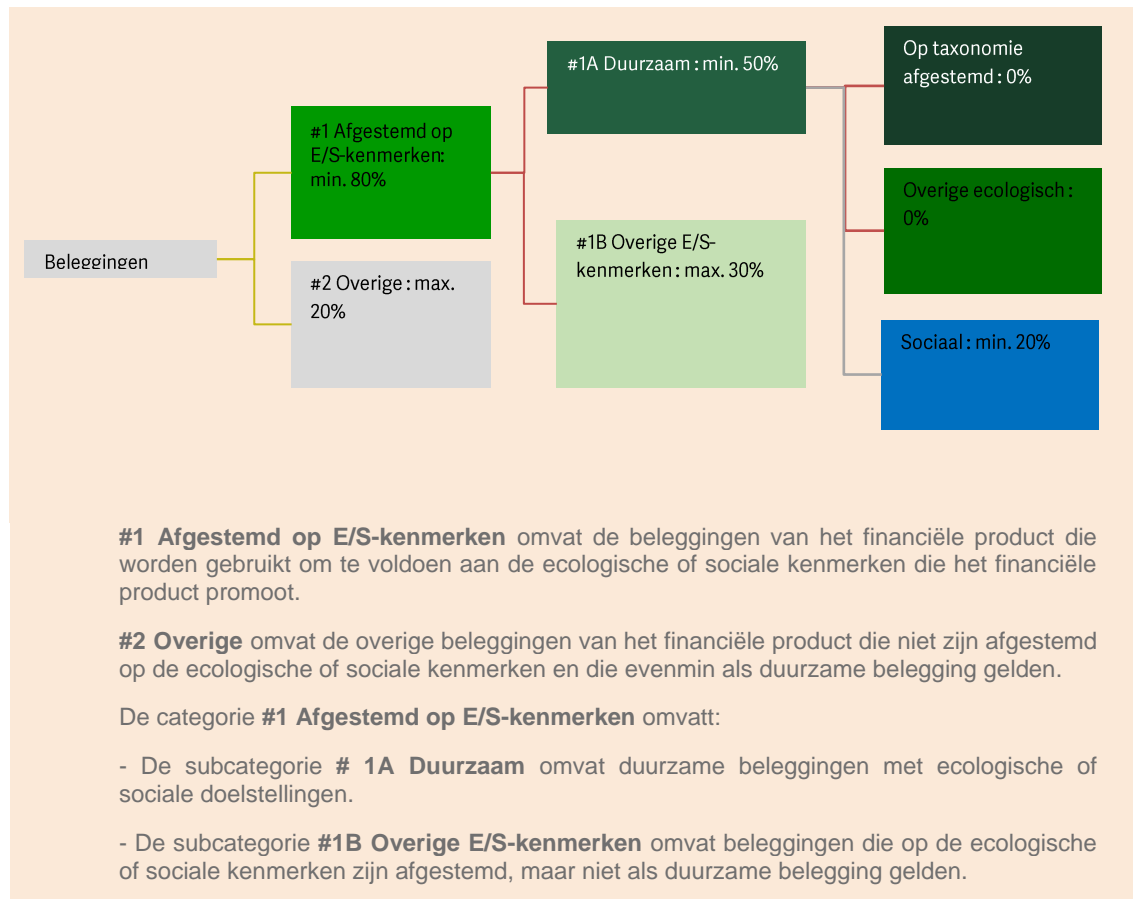 Beleggingen
#1 Afgestemd op
E/S-kenmerken:
min. 80%
#2 Overige : max.
20%
#1A Duurzaam : min. 50%
#1B Overige E/S-
kenmerken : max. 30%
Op taxonomie
afgestemd : 0%
Overige ecologisch :
0%
Sociaal : min. 20%
#1 Afgestemd op E/S-kenmerken omvat de beleggingen van het financiële product die
worden gebruikt om te voldoen aan de ecologische of sociale kenmerken die het financiële
product promoot.
#2 Overige omvat de overige beleggingen van het financiële product die niet zijn afgestemd
op de ecologische of sociale kenmerken en die evenmin als duurzame belegging gelden.
De categorie #1 Afgestemd op E/S-kenmerken omvatt:
- De subcategorie # 1A Duurzaam omvat duurzame beleggingen met ecologische of
sociale doelstellingen.
- De subcategorie #1B Overige E/S-kenmerken omvat beleggingen die op de ecologische
of sociale kenmerken zijn afgestemd, maar niet als duurzame belegging gelden.